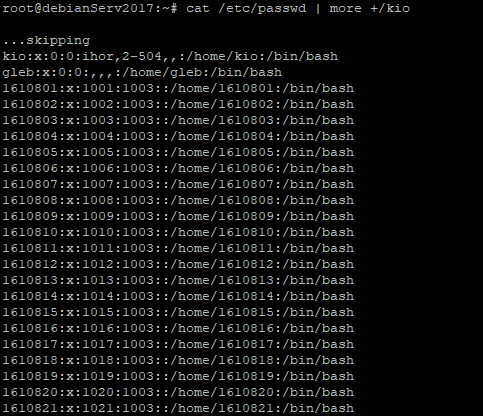 root@debianServ2017:~# cat /etc/passwd | more +/kio
...skipping
kio:x:0:0:ihor,2-504,,:/home/kio:/bin/bash
gleb:x:0:0:,,,:/home/gleb:/bin/bash
1610801:x:1001:1003::/home/1610801:/bin/bash
1610802:x:1002:1003::/home/1610802:/bin/bash
1610803:x:1003:1003::/home/1610803:/bin/bash
1610804:x:1004:1003::/home/1610804:/bin/bash
1610805:x:1005:1003::/home/1610805:/bin/bash
1610806:x:1006:1003::/home/1610806:/bin/bash
1610807:x:1007:1003::/home/1610807:/bin/bash
1610808:x:1008:1003::/home/1610808:/bin/bash
1610809:x:1009:1003::/home/1610809:/bin/bash
1610810:x:1010:1003::/home/1610810:/bin/bash
1610811:x:1011:1003::/home/1610811:/bin/bash
1610812:x:1012:1003::/home/1610812:/bin/bash
1610813:x:1013:1003::/home/1610813:/bin/bash
1610814:x:1014:1003::/home/1610814:/bin/bash
1610815:x:1015:1003::/home/1610815:/bin/bash
1610816:x:1016:1003::/home/1610816:/bin/bash
1610817:x:1017:1003::/home/1610817:/bin/bash
1610818:x:1018:1003::/home/1610818:/bin/bash
1610819:x:1019:1003::/home/1610819:/bin/bash
1610820:x:1020:1003::/home/1610820:/bin/bash
1610821:x:1021:1003::/home/1610821:/bin/bash